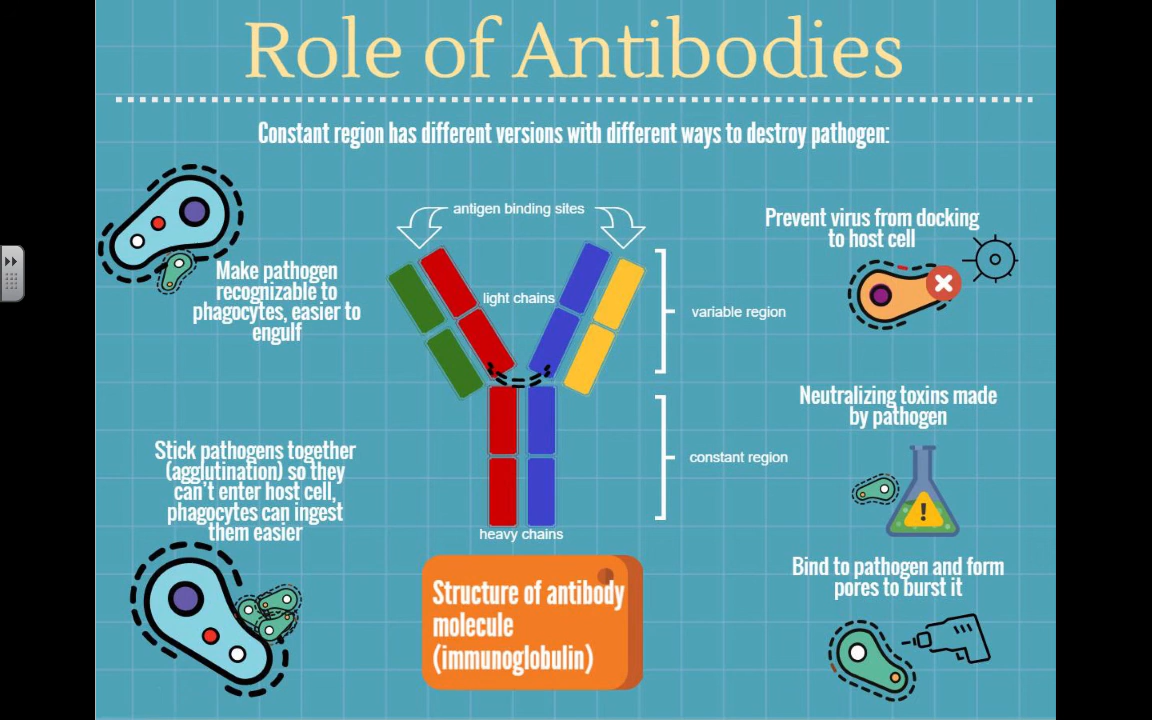 Role of Antibodies
Constant region has different versions with different ways to destroy pathogen:
Make pathogen
recognizable to
phagocytes, easier to
engulf
Stick pathogens together
(agglutination) so they
can't enter host cell,
phagocytes can ingest
them easier
antigen binding sites
light chains
variable region
constant region
heavy chains
Structure of antibody
molecule
(immunoglobulin)
Prevent virus from docking
to host cell
Neutralizing toxins made
by pathogen
!
Bind to pathogen and form
pores to burst it